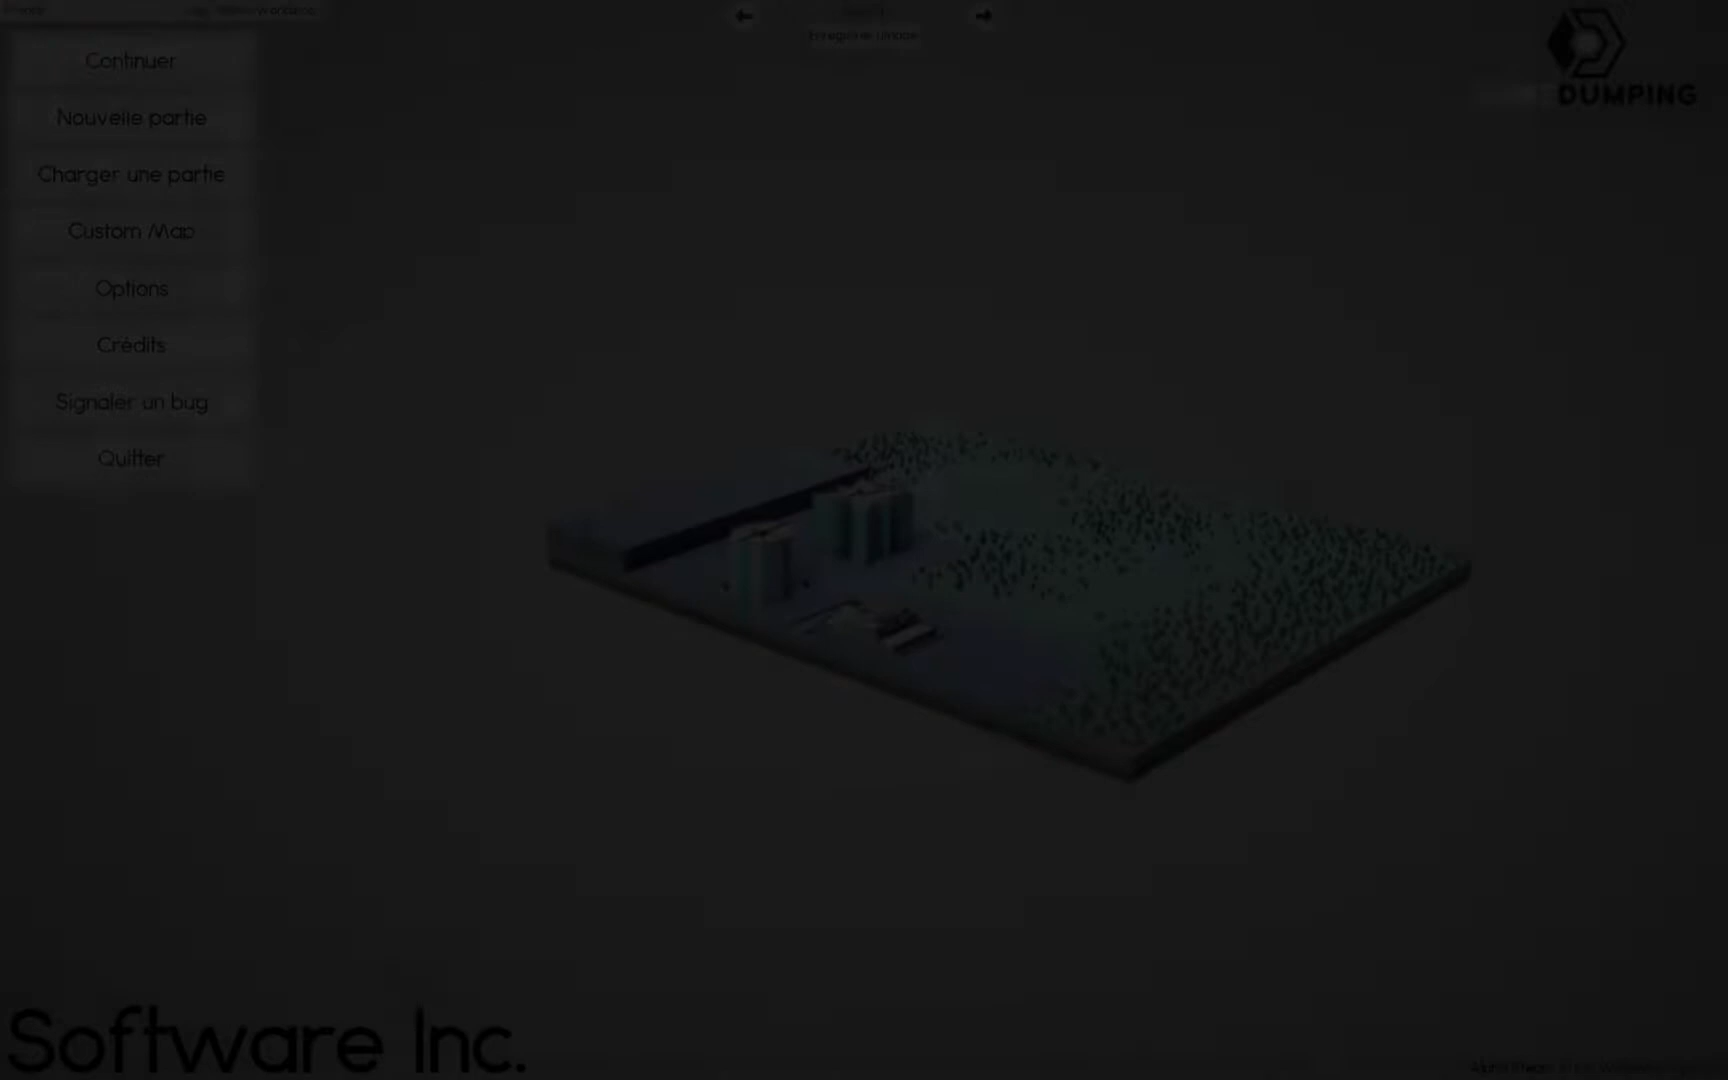 Continuer
Nouvelle partie
Charger une partie
Custom Map
Options
Crédits
Signaler un bug
Quitter
DUMPING
Software Inc.